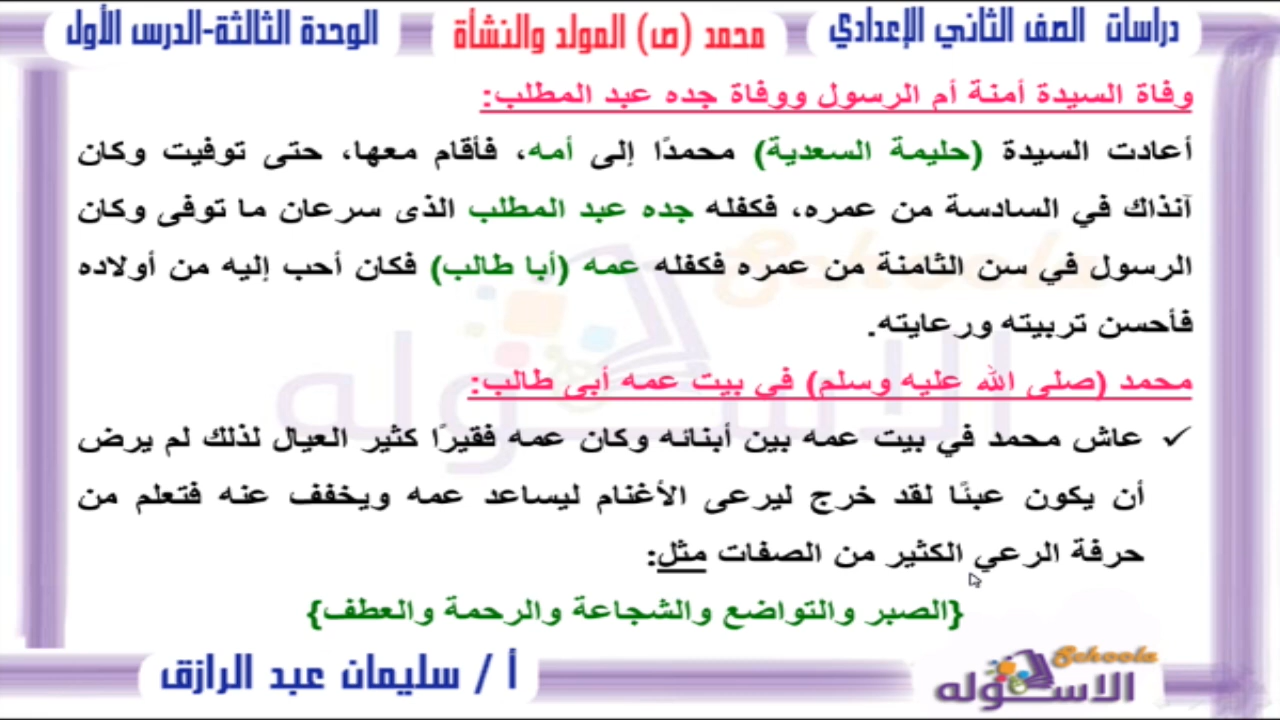 دراسات الصف الثاني الإعدادي
محمد (ص) المولد والنشأة
الوحدة الثالثة-الدرس الأول
وفاة السيدة أمنة أم الرسول ووفاة جده عبد المطلب:
أعادت السيدة (حليمة السعدية) محمدًا إلى أمه، فأقام معها، حتى توفيت وكان
آنذاك في السادسة من عمره، فكفله جده عبد المطلب الذى سرعان ما توفى وكان
الرسول في سن الثامنة من عمره فكفله عمه (أبا طالب) فكان أحب إليه من أولاده
فأحسن تربيته ورعايته.
محمد (صلى الله عليه وسلم) في بيت عمه أبى طالب:
✓ عاش محمد في بيت عمه بين أبنائه وكان عمه فقيرًا كثير العيال لذلك لم يرض
أن يكون عبئًا لقد خرج ليرعى الأغنام ليساعد عمه ويخفف عنه فتعلم من
حرفة الرعي الكثير من الصفات مثل:
{الصبر والتواضع والشجاعة والرحمة والعطف}
أ / سليمان عبد الرازق
Schoola
الاسكوله